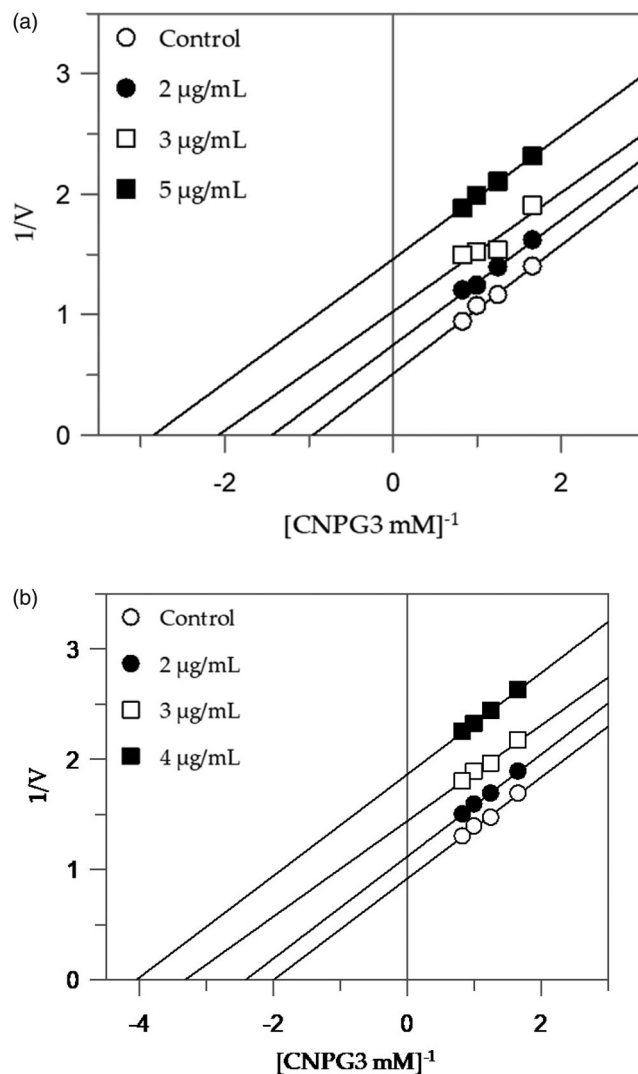 (a)
Control
2 µg/mL
3 µg/mL
5 µg/mL
3
2
1
0
1/V
-2
0
2
[CNPG3 mM]⁻¹
(b)
Control
2 µg/mL
3 µg/mL
4 µg/mL
3
2
1
0
1/V
-4
-2
0
2
[CNPG3 mM]⁻¹